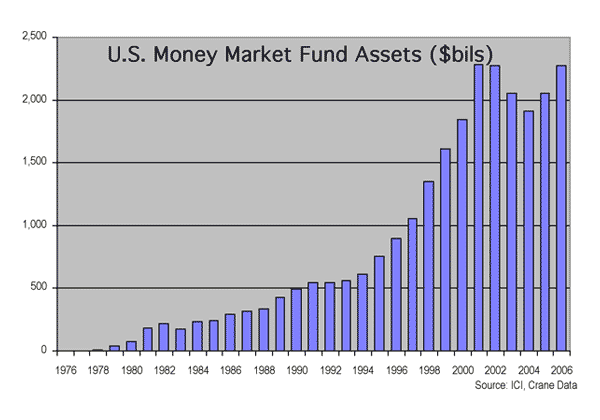 U.S. Money Market Fund Assets ($bils)
2,500
2,000
1,500
1,000
500
0
1976 1978 1980 1982 1984 1986 1988 1990 1992 1994 1996 1998 2000 2002 2004 2006
Source: ICI, Crane Data